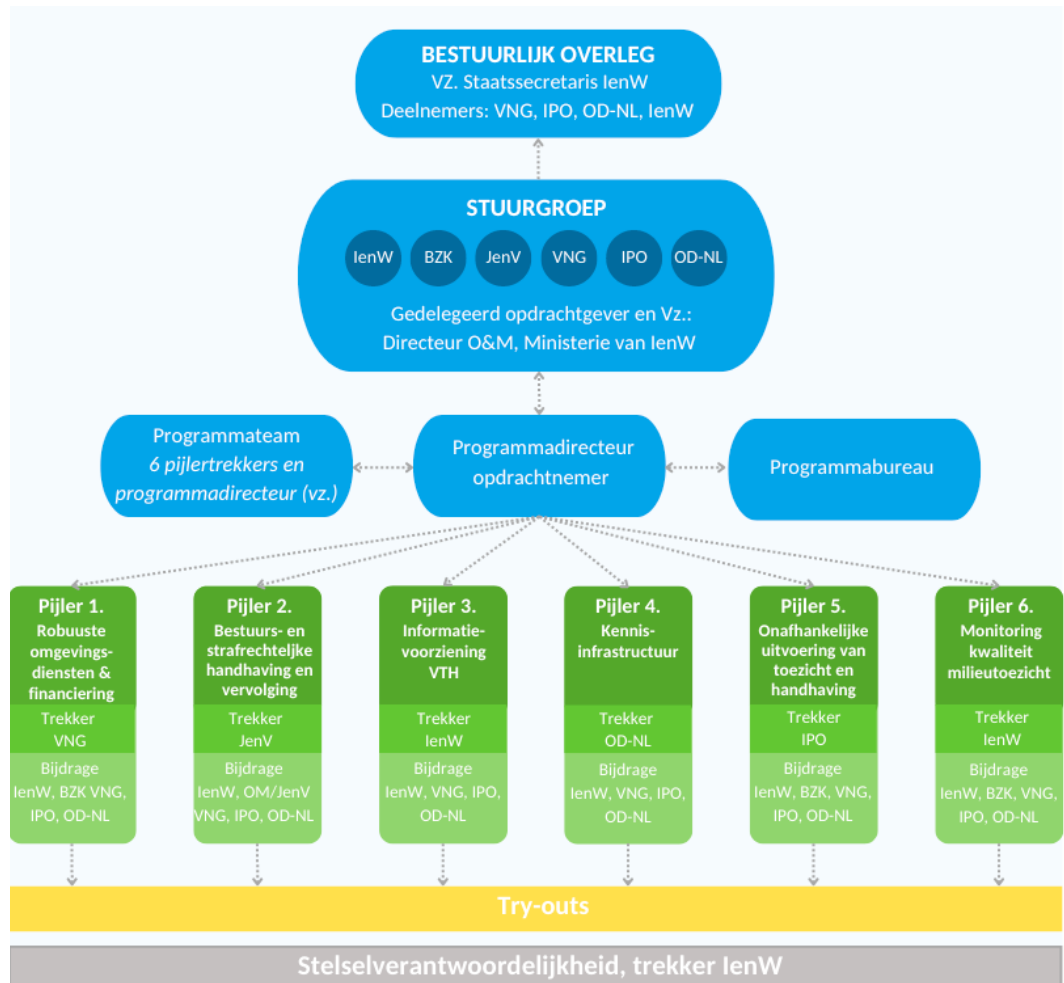 BESTUURLIJK OVERLEG
VZ. Staatssecretaris IenW
Deelnemers: VNG, IPO, OD-NL, IenW
STUURGROEP
IenW BZK JenV VNG IPO OD-NL
Gedelegeerd opdrachtgever en Vz.:
Directeur O&M, Ministerie van IenW
Programmateam
6 pijlertrekkers en
programmadirecteur (vz.)
Programmadirecteur
opdrachtnemer
Programmabureau
Pijler 1.
Robuuste
omgevings-
diensten &
financiering
Trekker
VNG
Bijdrage
IenW, BZK VNG,
IPO, OD-NL
Pijler 2.
Bestuurs- en
strafrechteljke
handhaving en
vervolging
Trekker
JenV
Bijdrage
IenW, OM/JenV
VNG, IPO, OD-NL
Pijler 3.
Informatie-
voorziening
VTH
Trekker
IenW
Bijdrage
IenW, VNG, IPO,
OD-NL
Pijler 4.
Kennis-
infrastructuur
Trekker
OD-NL
Bijdrage
IenW, VNG, IPO,
OD-NL
Pijler 5.
Onafhankelijke
uitvoering van
toezicht en
handhaving
Trekker
IPO
Bijdrage
IenW, BZK, VNG,
IPO, OD-NL
Pijler 6.
Monitoring
kwaliteit
milieutoezicht
Trekker
IenW
Bijdrage
IenW, BZK, VNG,
IPO, OD-NL
Try-outs
Stelselverantwoordelijkheid, trekker IenW